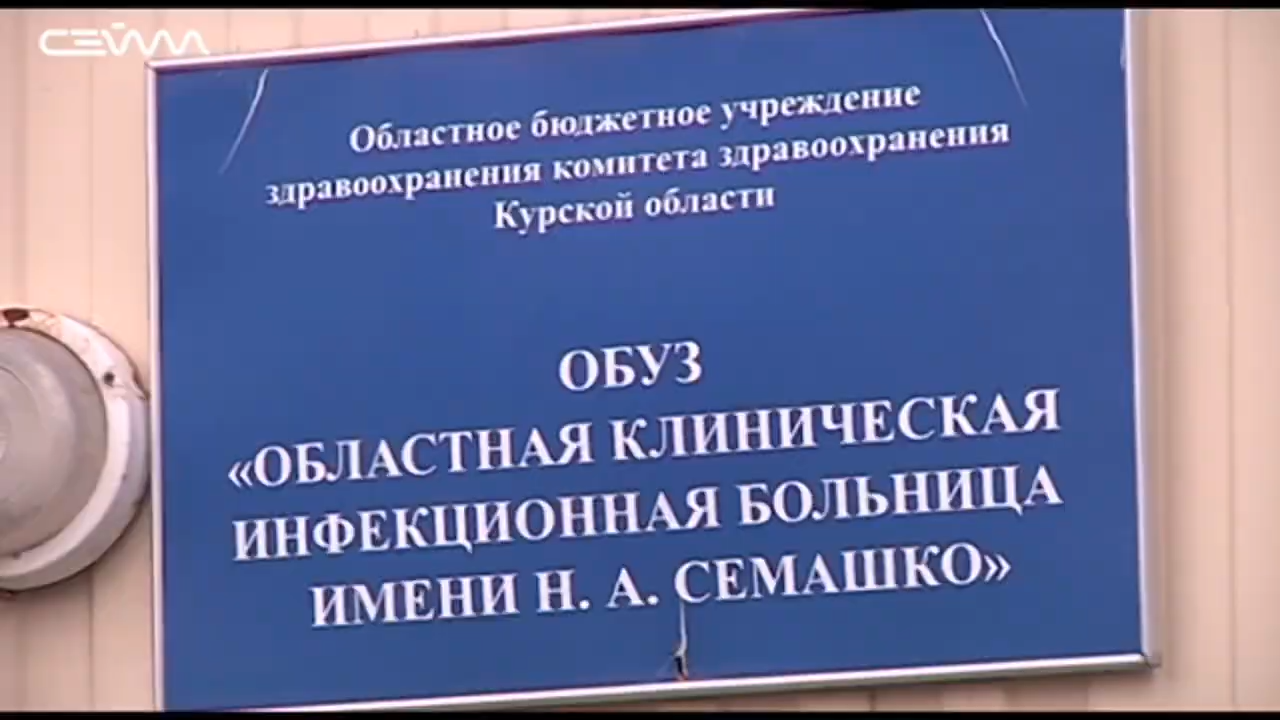 СЕЙМ
Областное бюджетное учреждение
здравоохранения комитета здравоохранения
Курской области
ОБУЗ
«ОБЛАСТНАЯ КЛИНИЧЕСКАЯ
ИНФЕКЦИОННАЯ БОЛЬНИЦА
ИМЕНИ Н. А. СЕМАШКО»